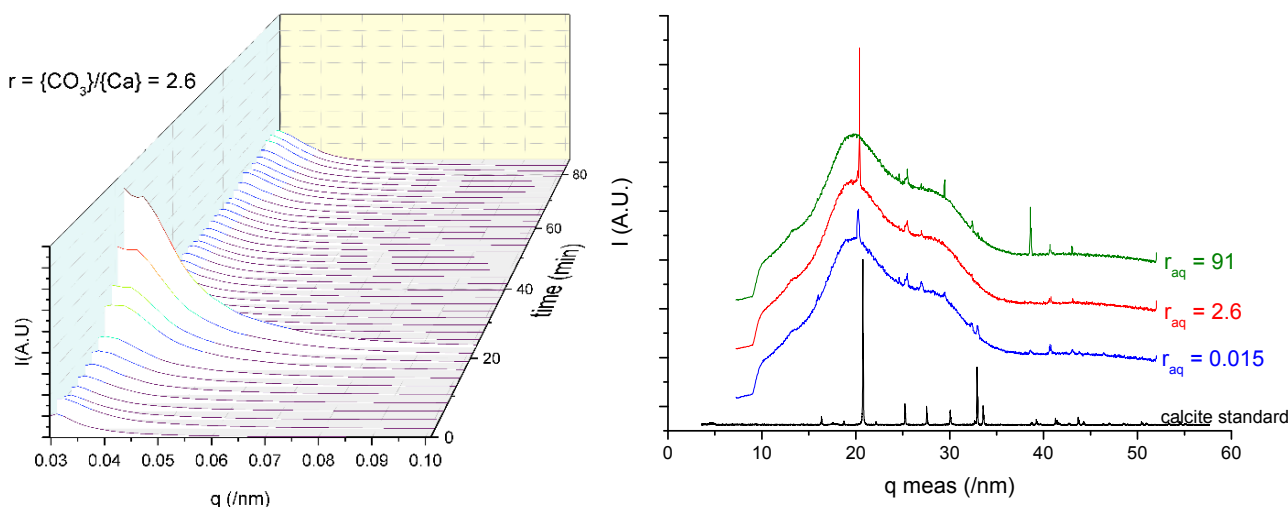 r = {CO3}/{Ca} = 2.6
I(A.U)
0.03 0.04 0.05 0.06 0.07 0.08 0.09 0.10
q (/nm)
0
20
40
60
80
time (min)
I (A.U.)
raq = 91
raq = 2.6
raq = 0.015
calcite standard
0 10 20 30 40 50 60
q meas (/nm)